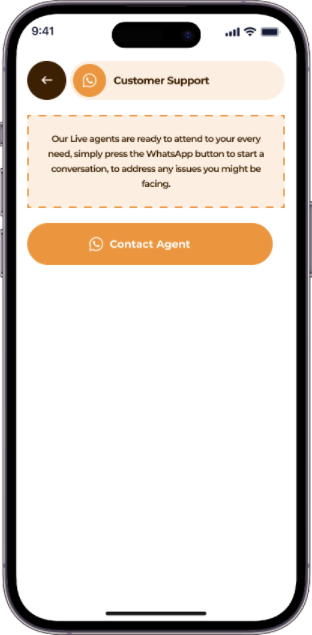 9:41
Customer Support
Our Live agents are ready to attend to your every
need, simply press the WhatsApp button to start a
conversation, to address any issues you might be
facing.
Contact Agent